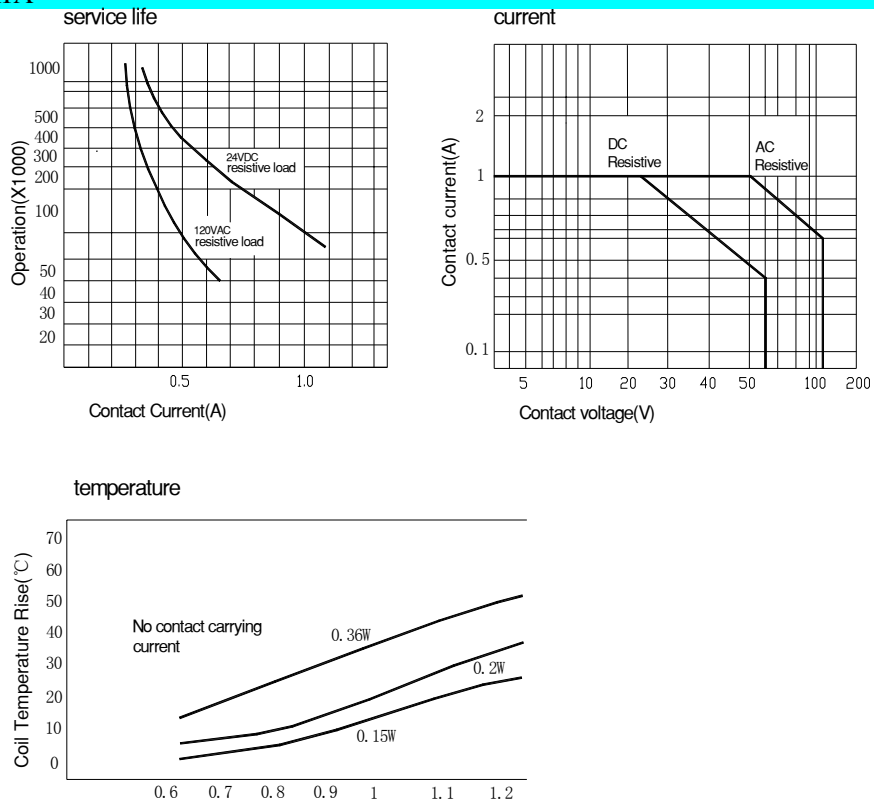 service life
1000
500
400
300
200
100
50
40
30
20
Operation(X1000)
24VDC
resistive load
120VAC
resistive load
0.5
1.0
Contact Current(A)
current
2
1
0.5
0.1
Contact current(A)
DC
Resistive
AC
Resistive
5
10
20
30
40
50
100
200
Contact voltage(V)
temperature
70
60
50
40
30
20
10
0
Coil Temperature Rise(℃)
No contact carrying
current
0.36W
0.2W
0.15W
0.6
0.7
0.8
0.9
1
1.1
1.2